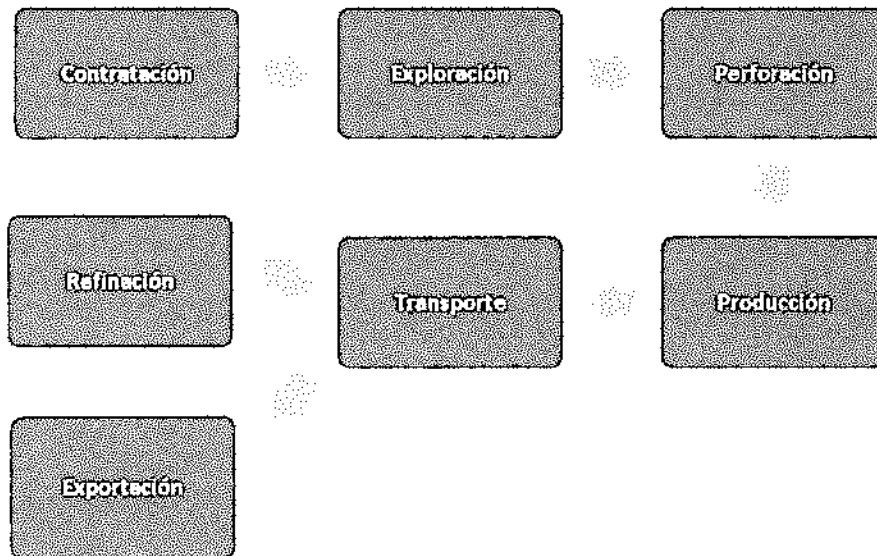 Contratación
Exploración
Perforación
Refinación
Transporte
Producción
Exportación